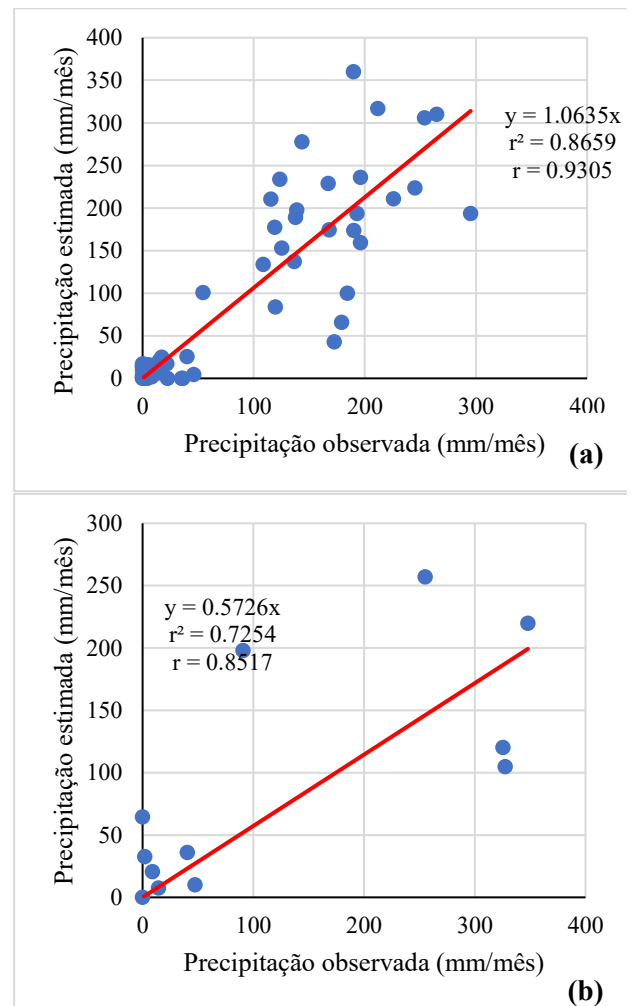 400
350
300
250
200
150
100
50
0
Precipitação estimada (mm/mês)
y = 1.0635x
r² = 0.8659
r = 0.9305
0 100 200 300 400
Precipitação observada (mm/mês)
(a)
300
250
200
150
100
50
0
Precipitação estimada (mm/mês)
y = 0.5726x
r² = 0.7254
r = 0.8517
0 100 200 300 400
Precipitação observada (mm/mês)
(b)